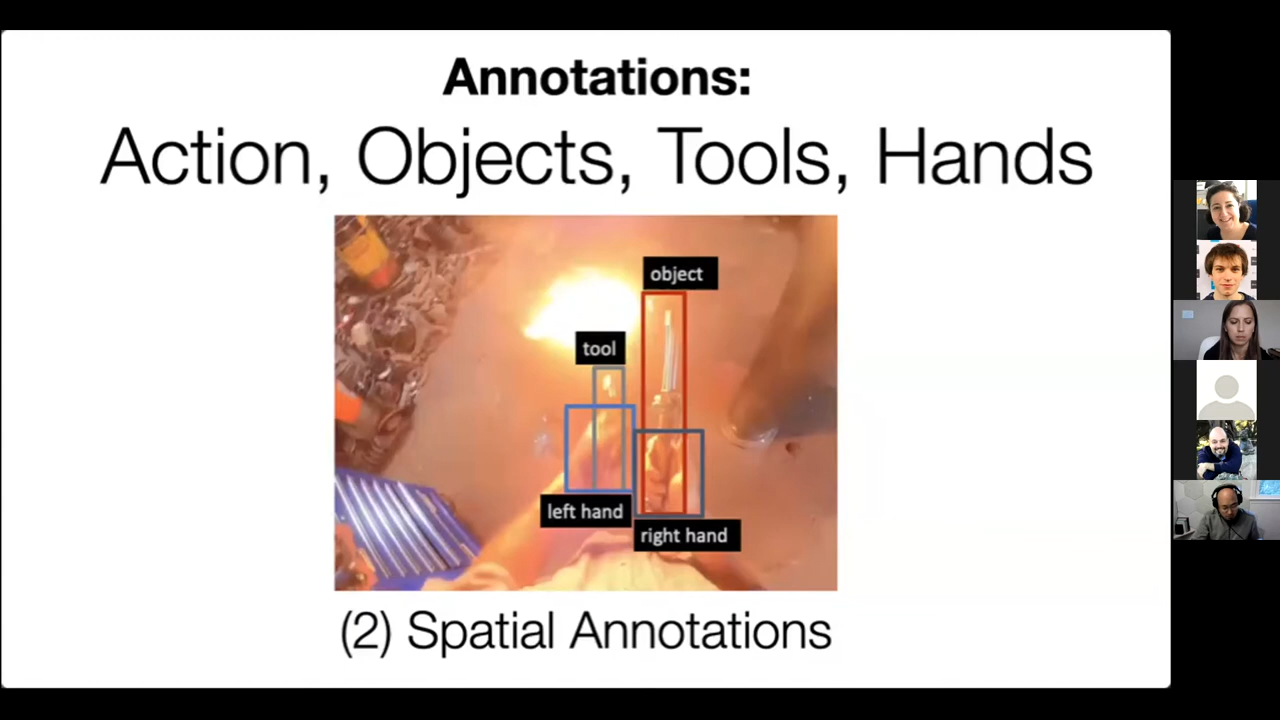 Annotations:
Action, Objects, Tools, Hands
object
tool
left hand
right hand
(2) Spatial Annotations